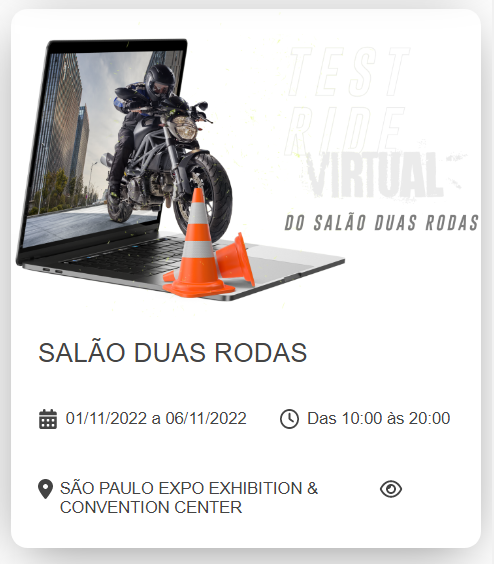 TEST
RIDE
VIRTUAL
DO SALÃO DUAS RODAS
SALÃO DUAS RODAS
01/11/2022 a 06/11/2022
Das 10:00 às 20:00
SÃO PAULO EXPO EXHIBITION &
CONVENTION CENTER